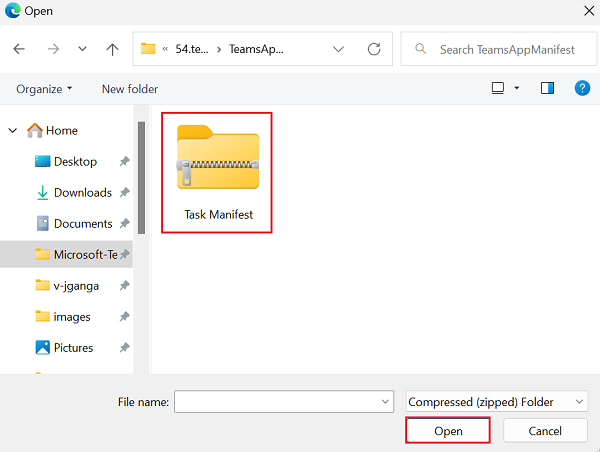 Open
« 54.te... > TeamsAp...
Search TeamsAppManifest
Organize
New folder
?
Home
Desktop
Downloads
Documents
Microsoft-Te
v-jganga
images
Pictures
Task Manifest
File name:
Compressed (zipped) Folder
Open
Cancel